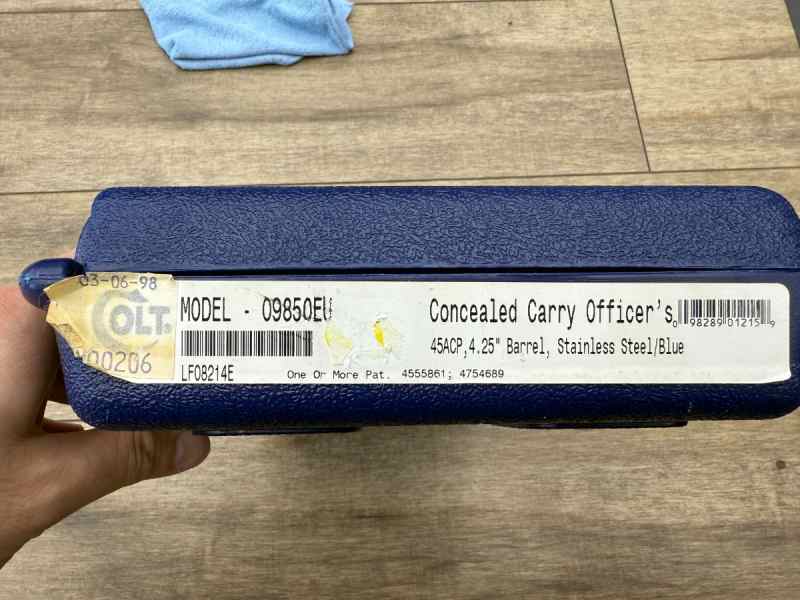 03-06-98
COLT®
00206
MODEL - 09850EU
LF08214E
One Or More Pat. 4555861; 4754689
Concealed Carry Officer's
45ACP,4.25" Barrel, Stainless Steel/Blue
0 98289 01215 9